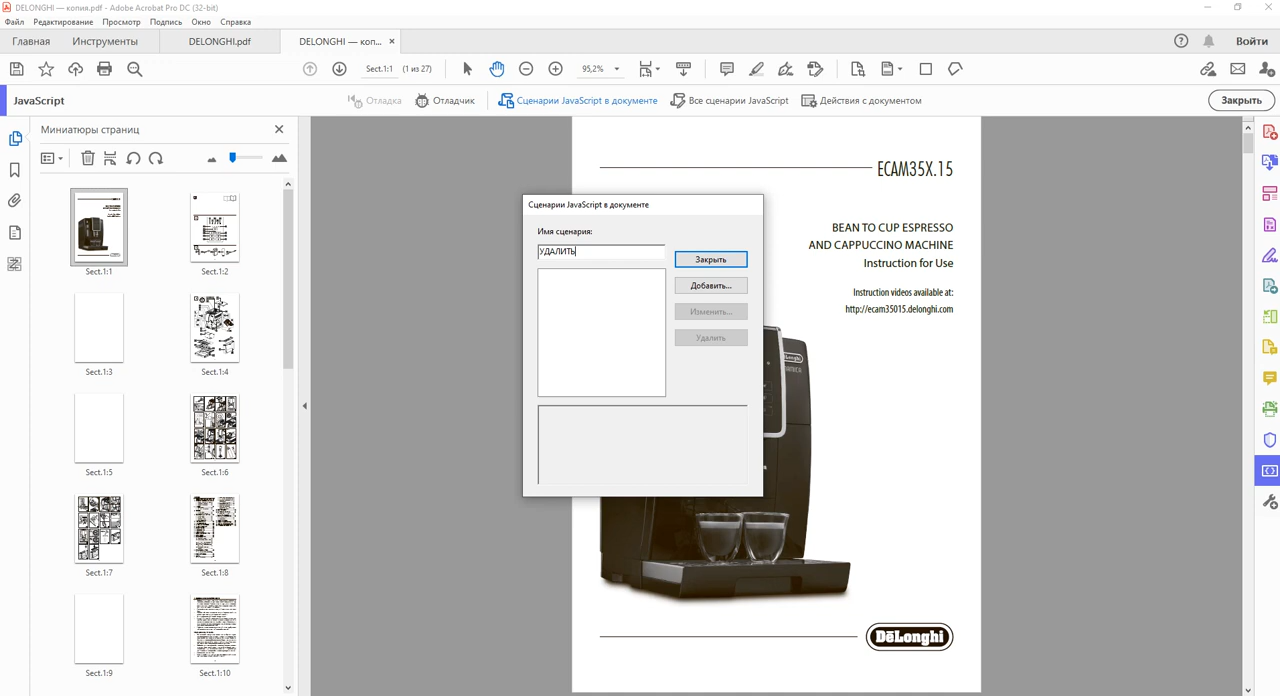 DELONGHI — копия.pdf - Adobe Acrobat Pro DC (32-bit)
Файл Редактирование Просмотр Подпись Окно Справка
Главная Инструменты DELONGHI.pdf DELONGHI — коп... × Войти
Sect.1:1 (1 из 27) 95,2%
JavaScript Отладка Отладчик Сценарии JavaScript в документе Все сценарии JavaScript Действия с документом Закрыть
Миниатюры страниц
Sect.1:1 Sect.1:2
Sect.1:3 Sect.1:4
Sect.1:5 Sect.1:6
Sect.1:7 Sect.1:8
Sect.1:9 Sect.1:10
ECAM35X.15
BEAN TO CUP ESPRESSO
AND CAPPUCCINO MACHINE
Instruction for Use
Instruction videos available at:
http://ecam35015.delonghi.com
Сценарии JavaScript в документе
Имя сценария:
УДАЛИТЬ
Закрыть
Добавить...
Изменить...
Удалить
DeLonghi
DeLonghi